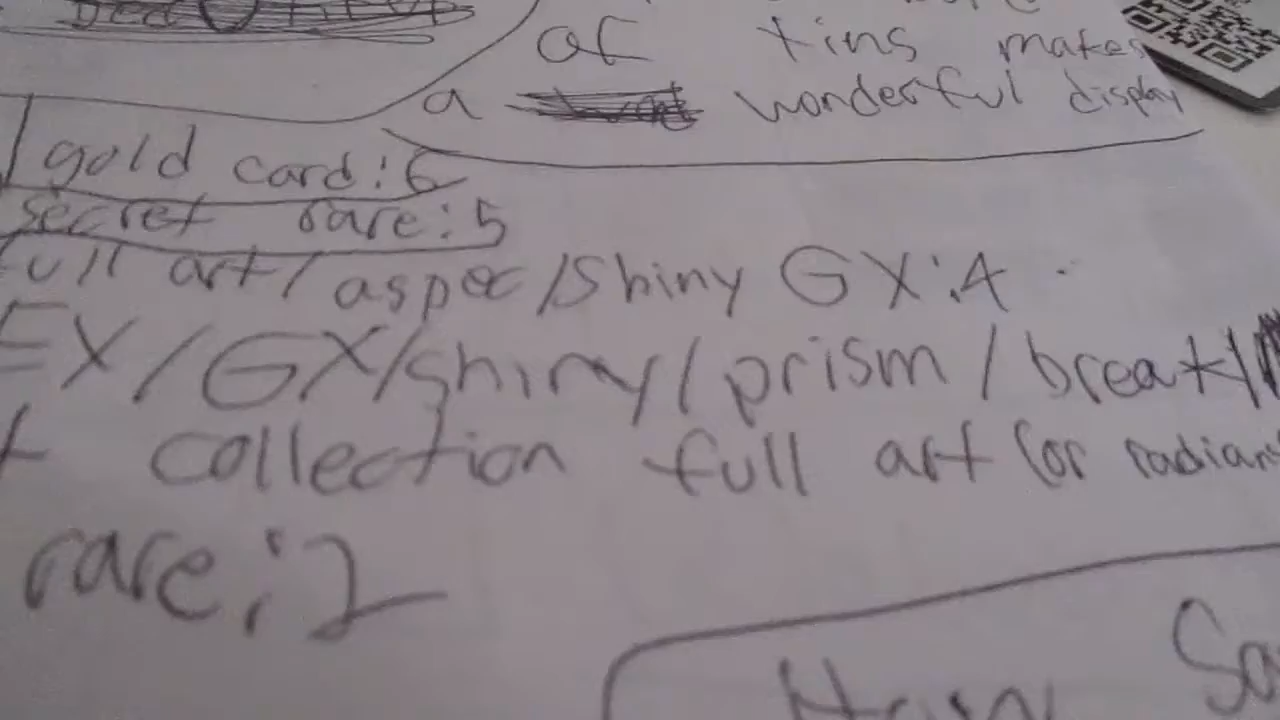 of tins makes
a wonderful display
gold card: 6
secret rare: 5
full art/aspec/Shiny GX: 4
EX/GX/shiny/prism/break/
collection full art (or radian
rare: 2